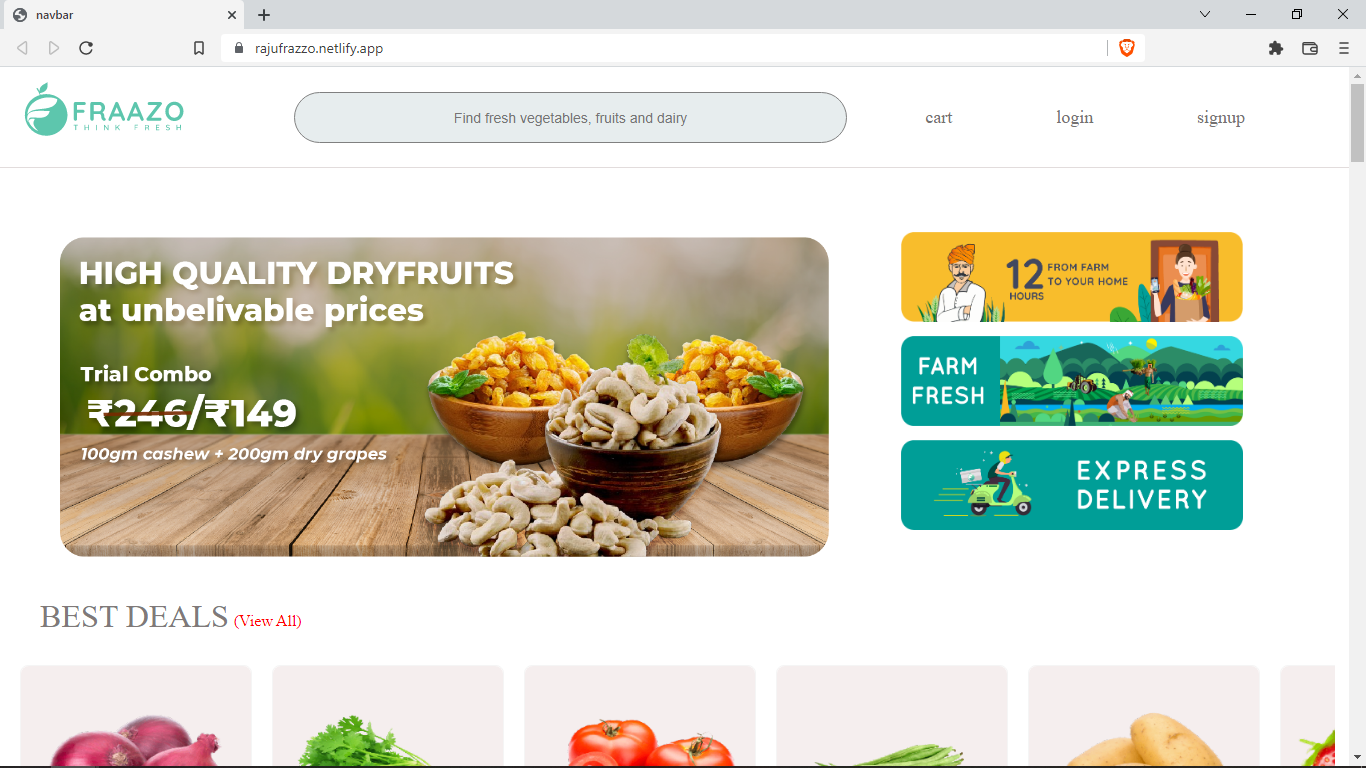 navbar
rajufrazzo.netlify.app
FRAAZO
THINK FRESH
Find fresh vegetables, fruits and dairy
cart
login
signup
HIGH QUALITY DRYFRUITS
at unbelivable prices
Trial Combo
₹246/₹149
100gm cashew + 200gm dry grapes
12
HOURS
FROM FARM
TO YOUR HOME
FARM
FRESH
EXPRESS
DELIVERY
BEST DEALS (View All)